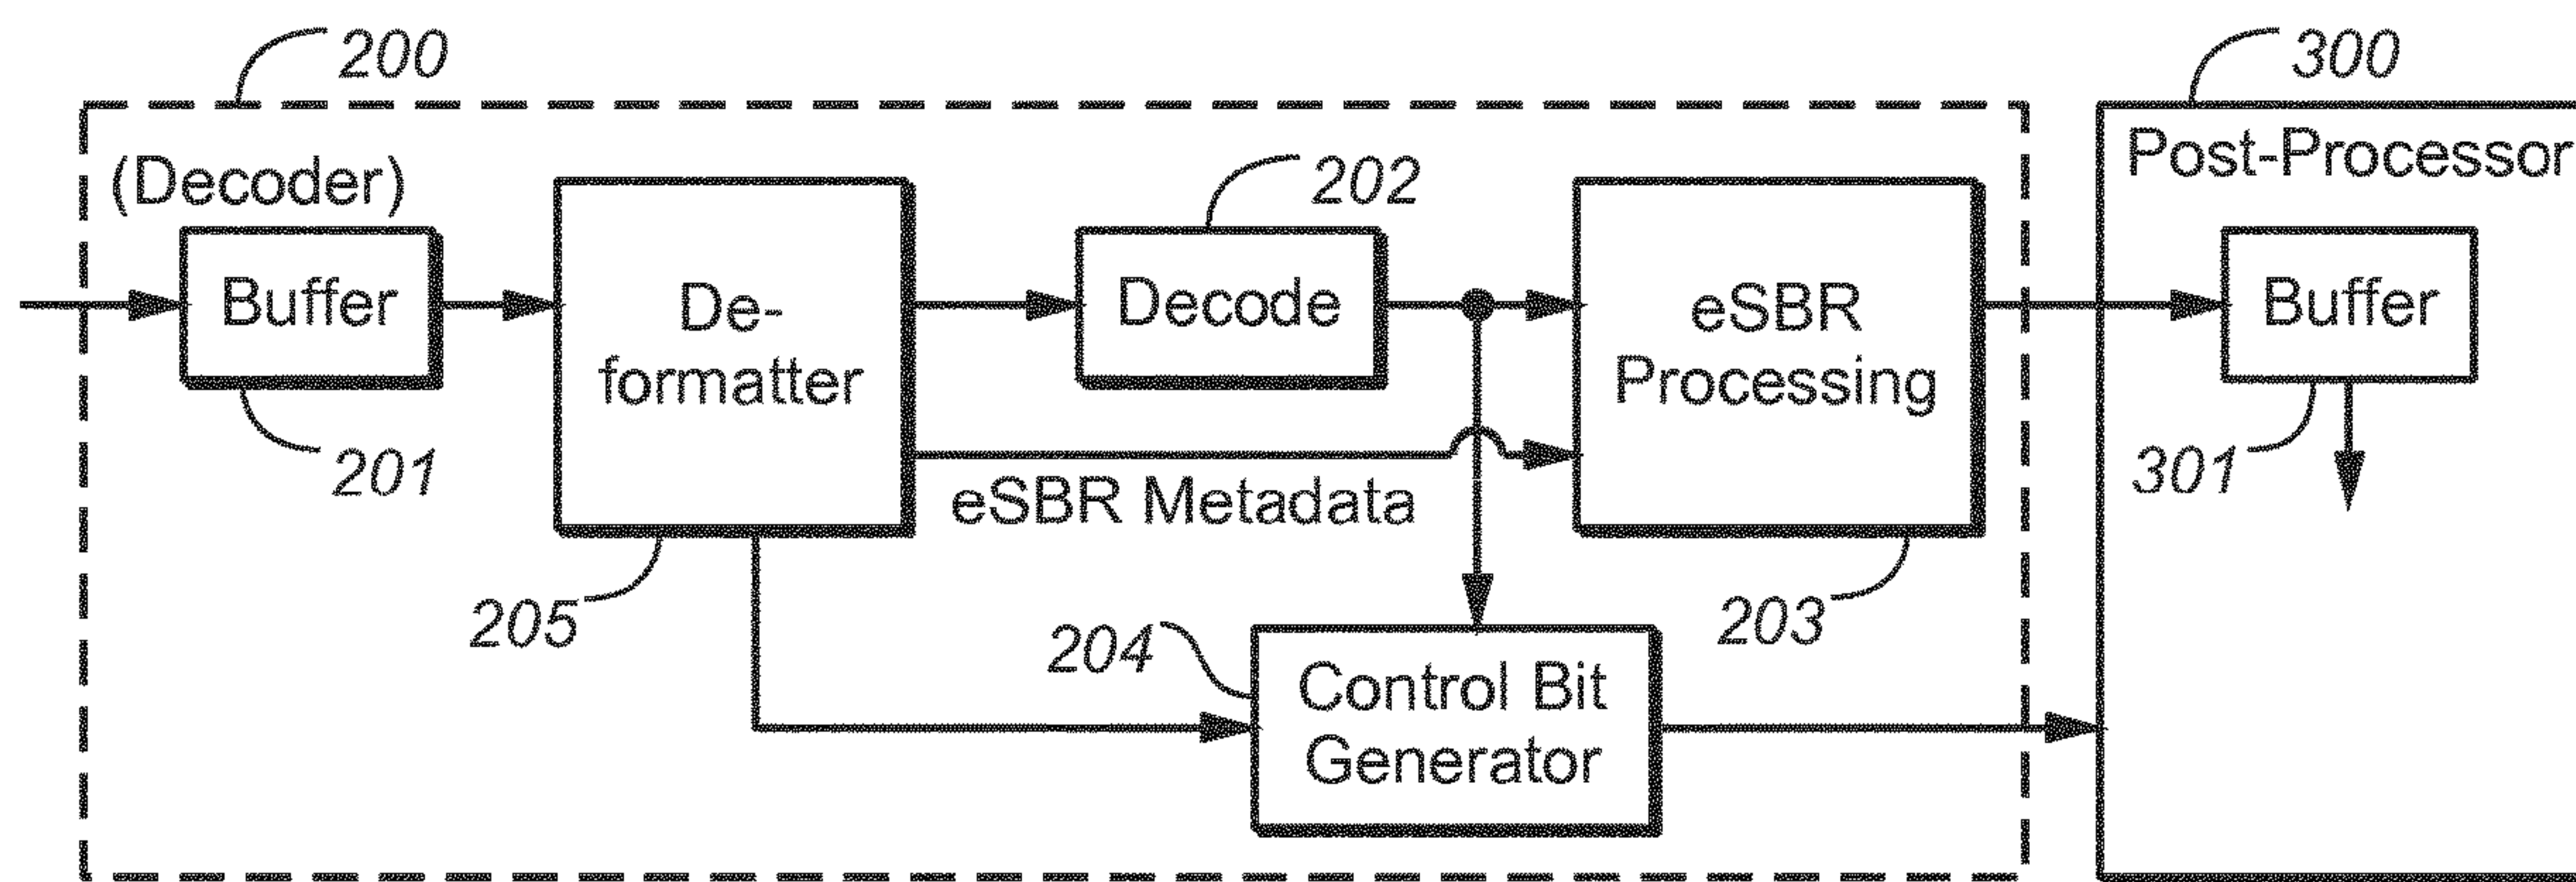 200
300
(Decoder)
Post-Processor
202
Buffer
De-
formatter
Decode
eSBR
Processing
Buffer
201
eSBR Metadata
301
205
204
203
Control Bit
Generator